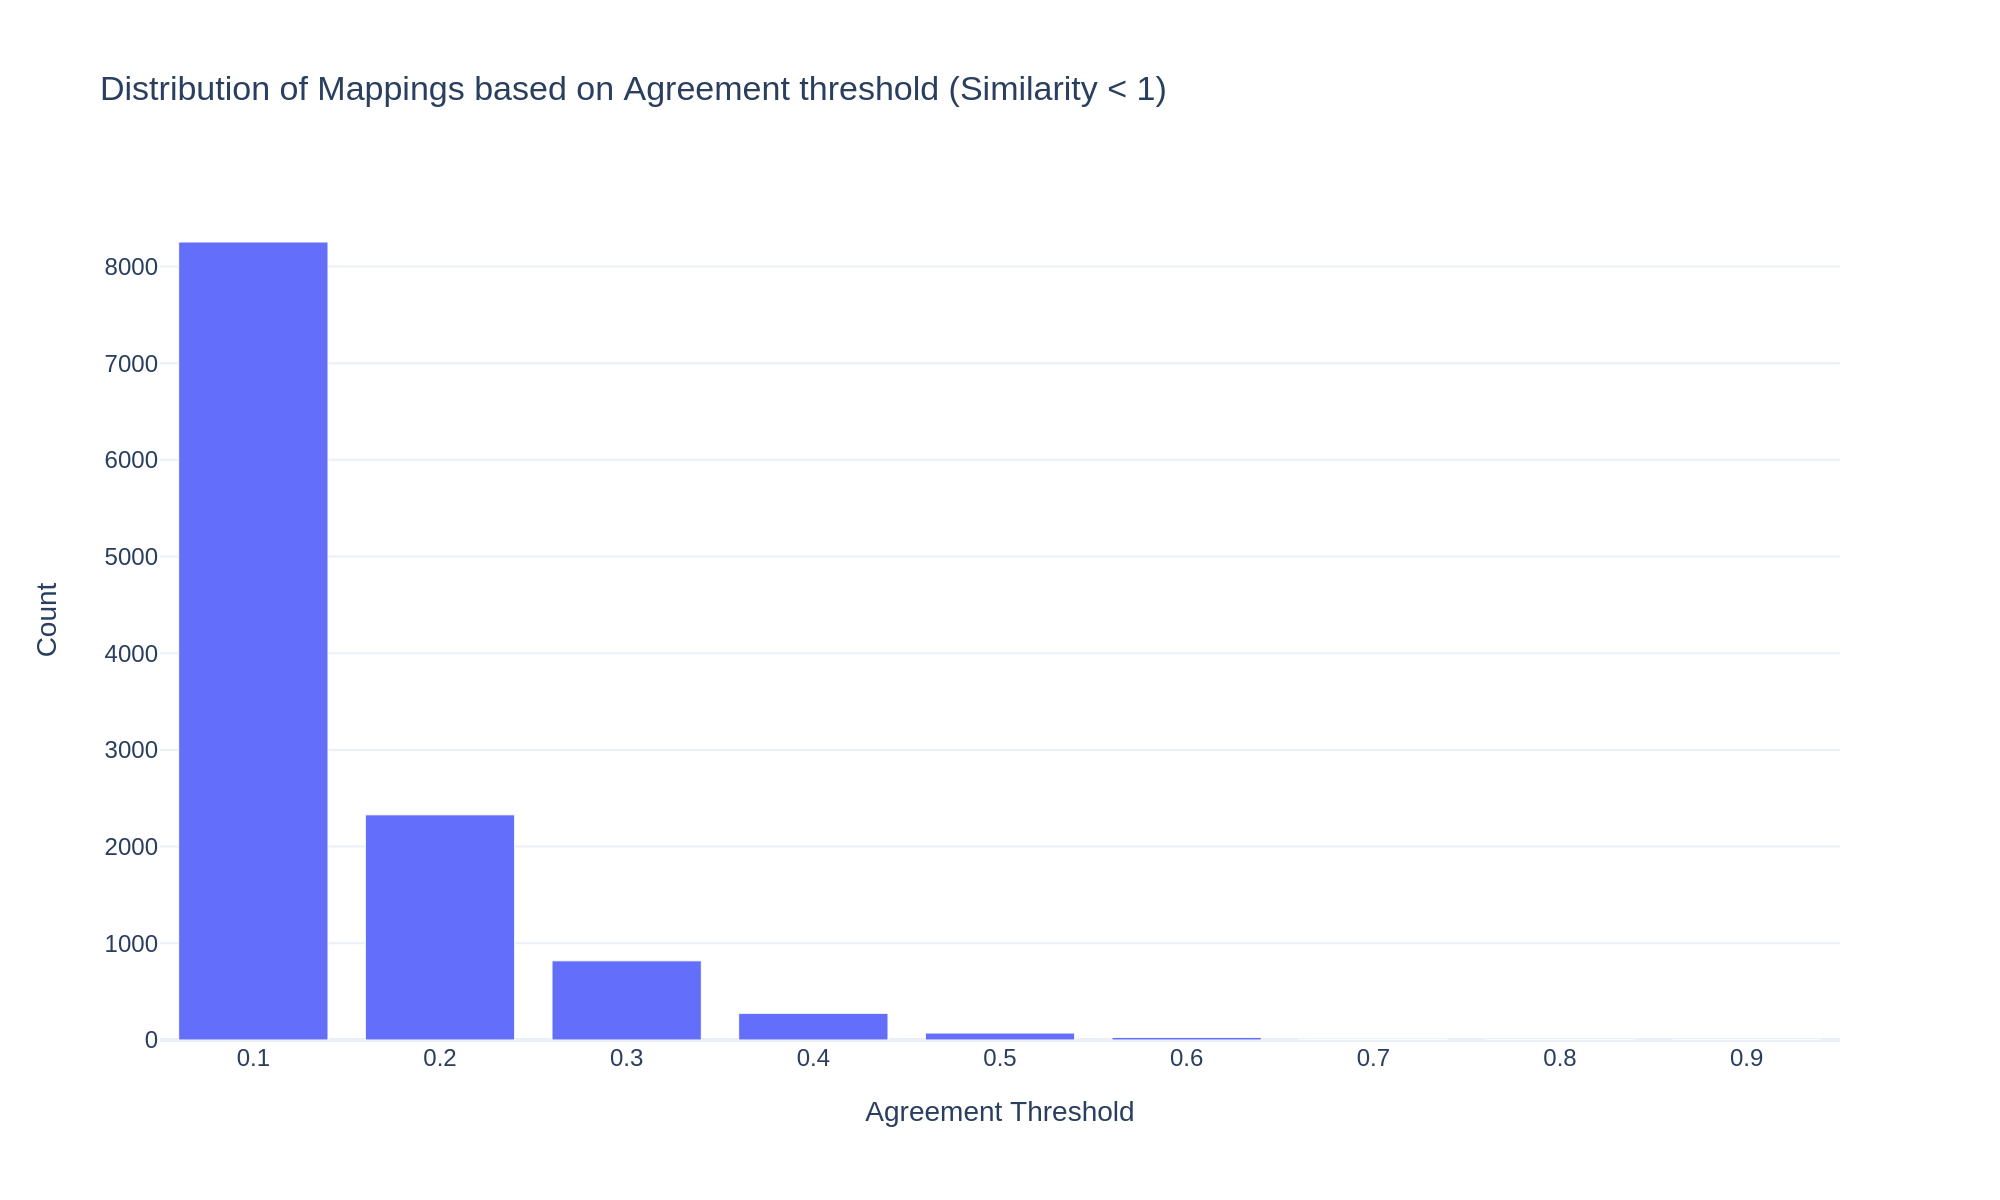 Distribution of Mappings based on Agreement threshold (Similarity < 1)
8000
7000
6000
5000
4000
3000
2000
1000
0
Count
0.1 0.2 0.3 0.4 0.5 0.6 0.7 0.8 0.9
Agreement Threshold